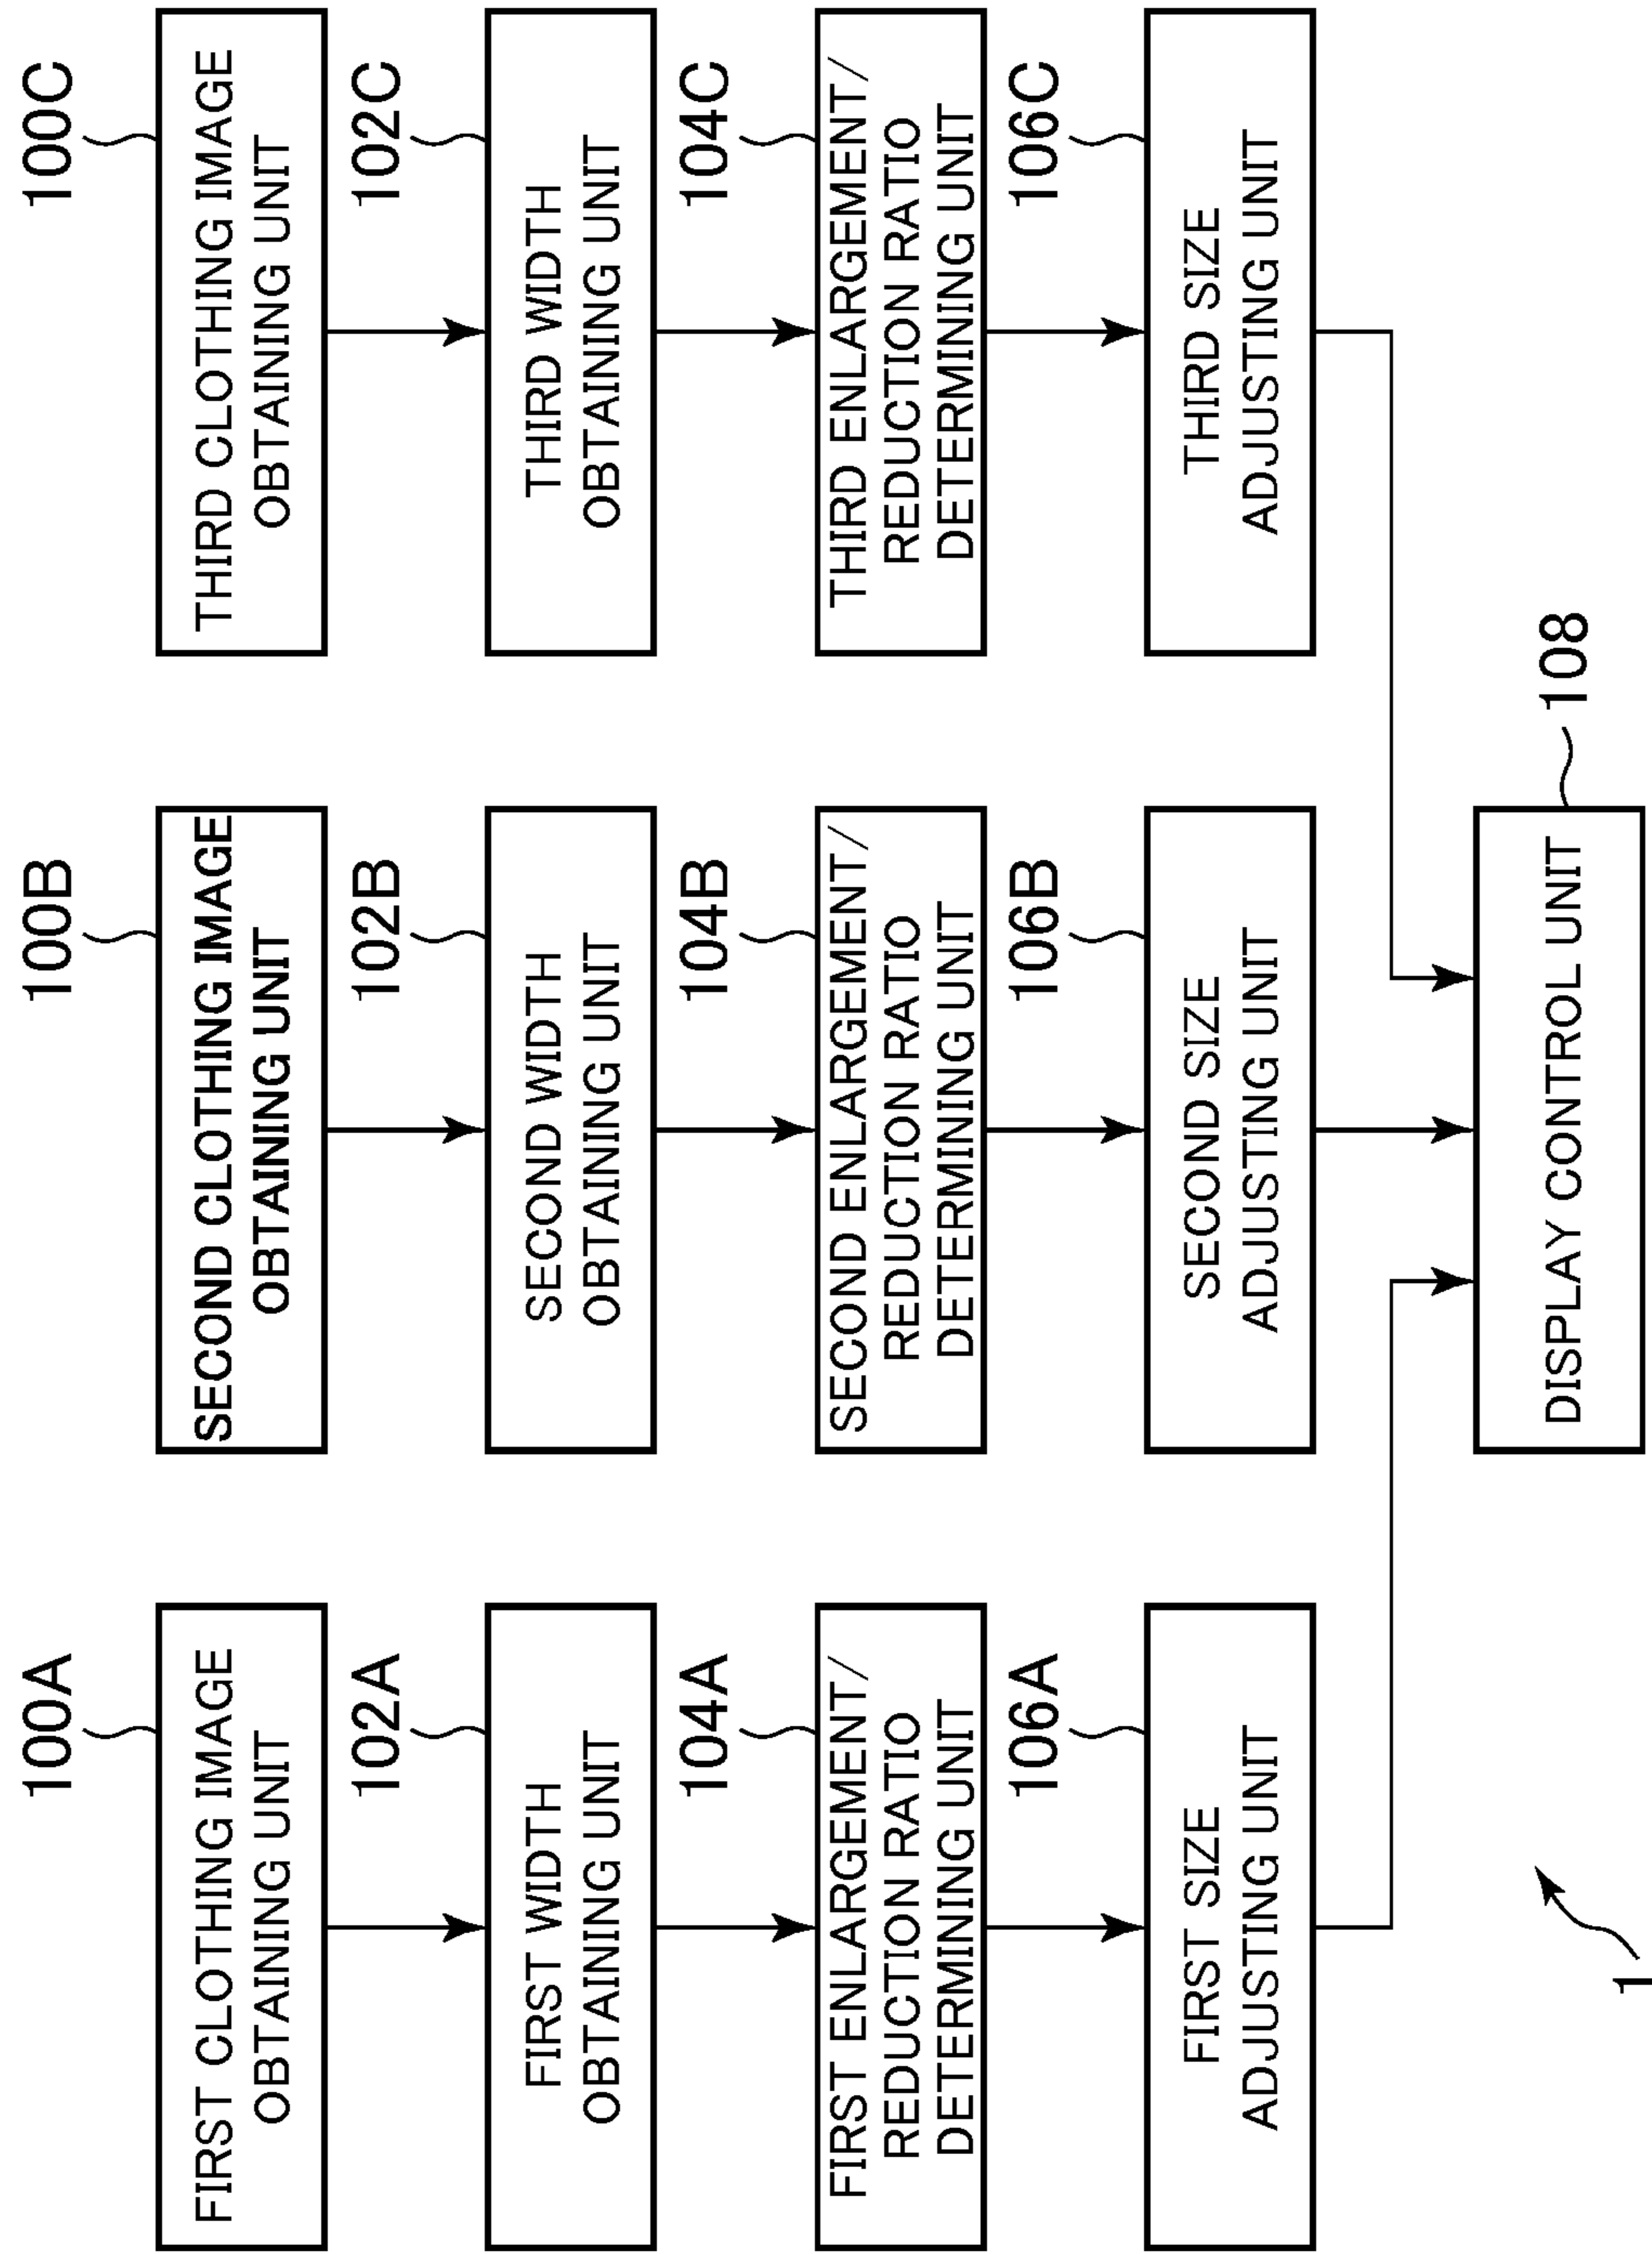 100A
FIRST CLOTHING IMAGE
OBTAINING UNIT
100B
SECOND CLOTHING IMAGE
OBTAINING UNIT
100C
THIRD CLOTHING IMAGE
OBTAINING UNIT
102A
FIRST WIDTH
OBTAINING UNIT
102B
SECOND WIDTH
OBTAINING UNIT
102C
THIRD WIDTH
OBTAINING UNIT
104A
FIRST ENLARGEMENT/
REDUCTION RATIO
DETERMINING UNIT
104B
SECOND ENLARGEMENT/
REDUCTION RATIO
DETERMINING UNIT
104C
THIRD ENLARGEMENT/
REDUCTION RATIO
DETERMINING UNIT
106A
FIRST SIZE
ADJUSTING UNIT
106B
SECOND SIZE
ADJUSTING UNIT
106C
THIRD SIZE
ADJUSTING UNIT
108
DISPLAY CONTROL UNIT
1